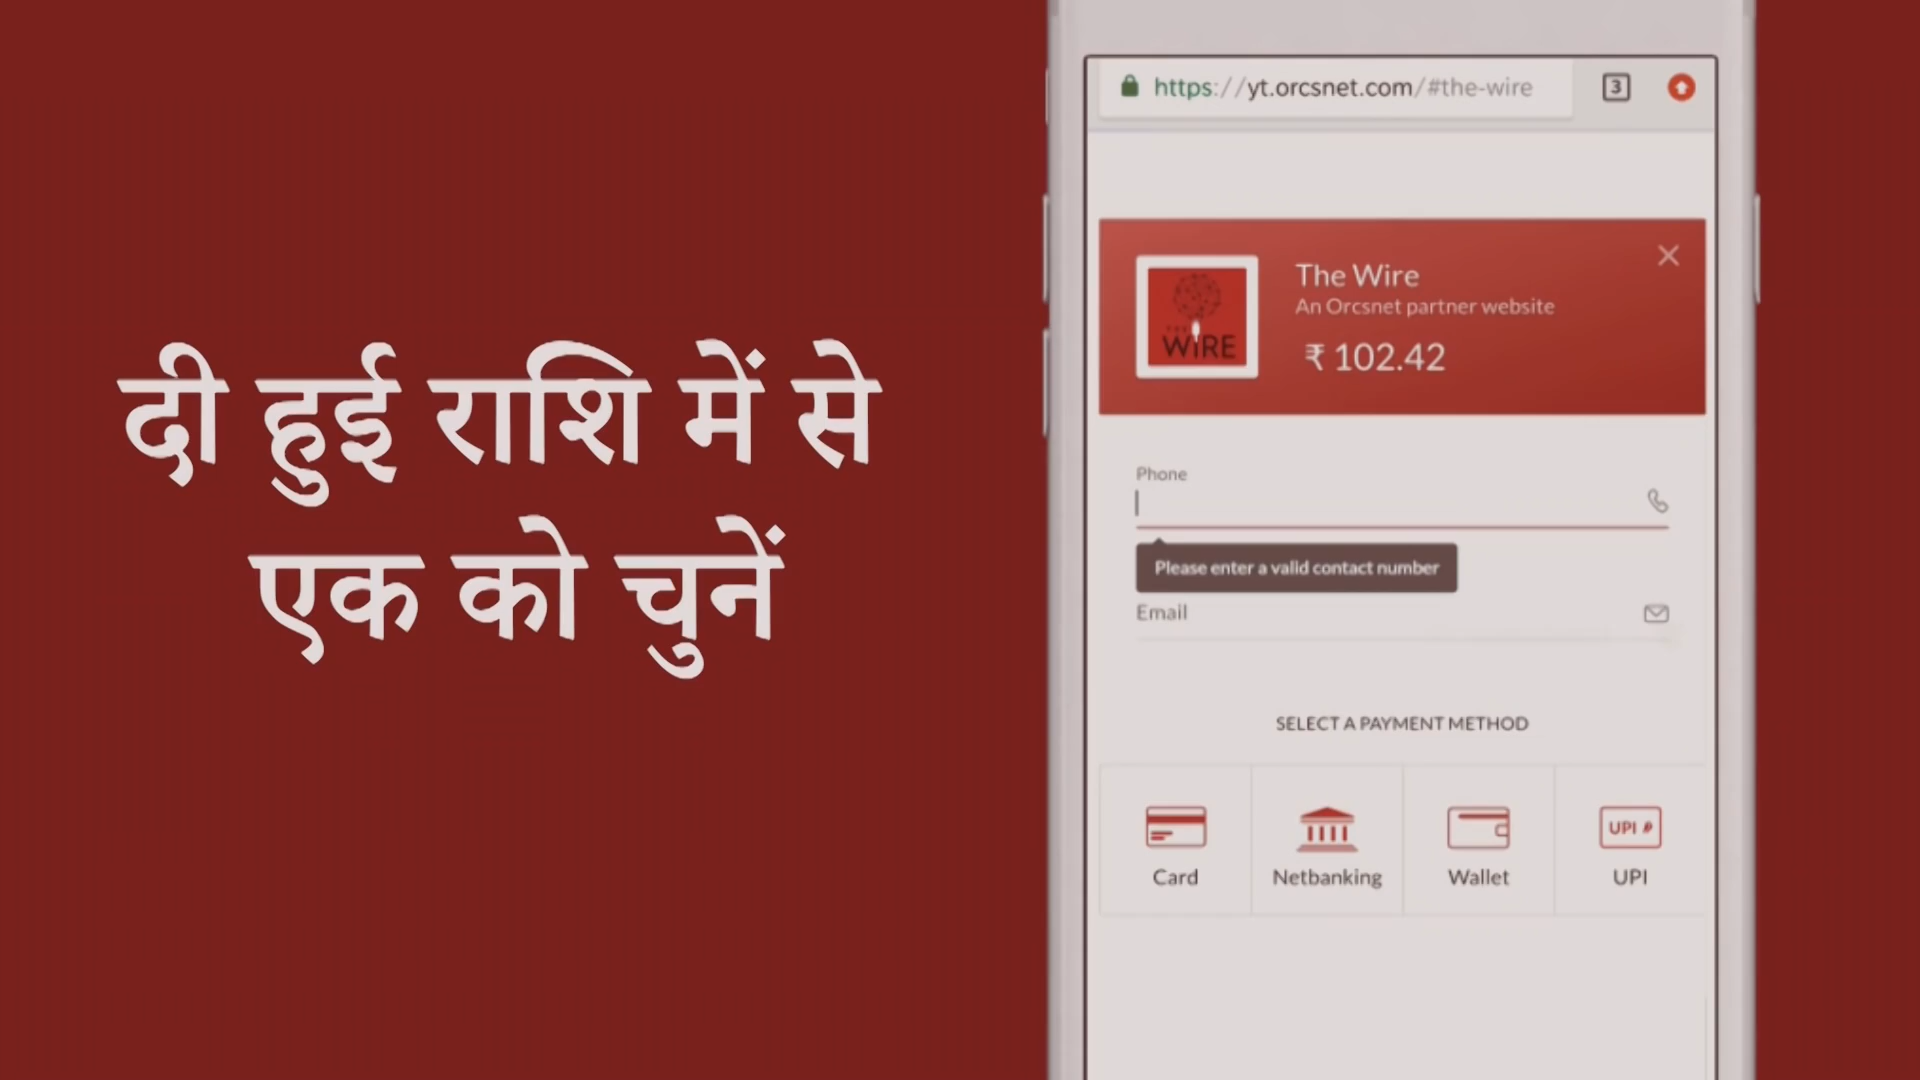 दी हुई राशि में से
एक को चुनें
https://yt.orcsnet.com/#the-wire
3
The Wire
An Orcsnet partner website
₹ 102.42
THE
WIRE
Phone
Please enter a valid contact number
Email
SELECT A PAYMENT METHOD
Card
Netbanking
Wallet
UPI
UPI